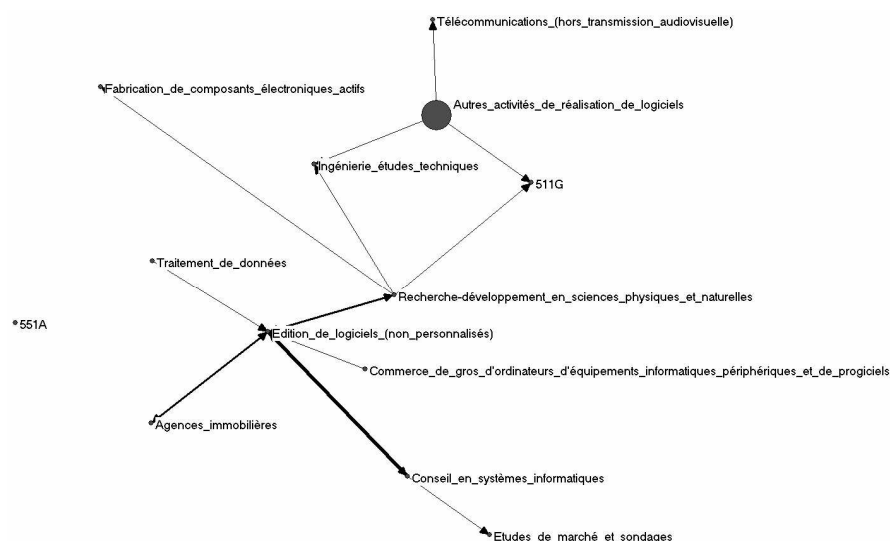 Télécommunications_(hors_transmission_audiovisuelle)
Fabrication_de_composants_électroniques_actifs
Autres_activités_de_réalisation_de_logiciels
Ingénierie_études_techniques
511G
Traitement_de_données
Recherche-développement_en_sciences_physiques_et_naturelles
551A
Edition_de_logiciels_(non_personnalisés)
Commerce_de_gros_d'ordinateurs_d'équipements_informatiques_périphériques_et_de_progiciels
Agences_immobilières
Conseil_en_systèmes_informatiques
Etudes_de_marché_et_sondages